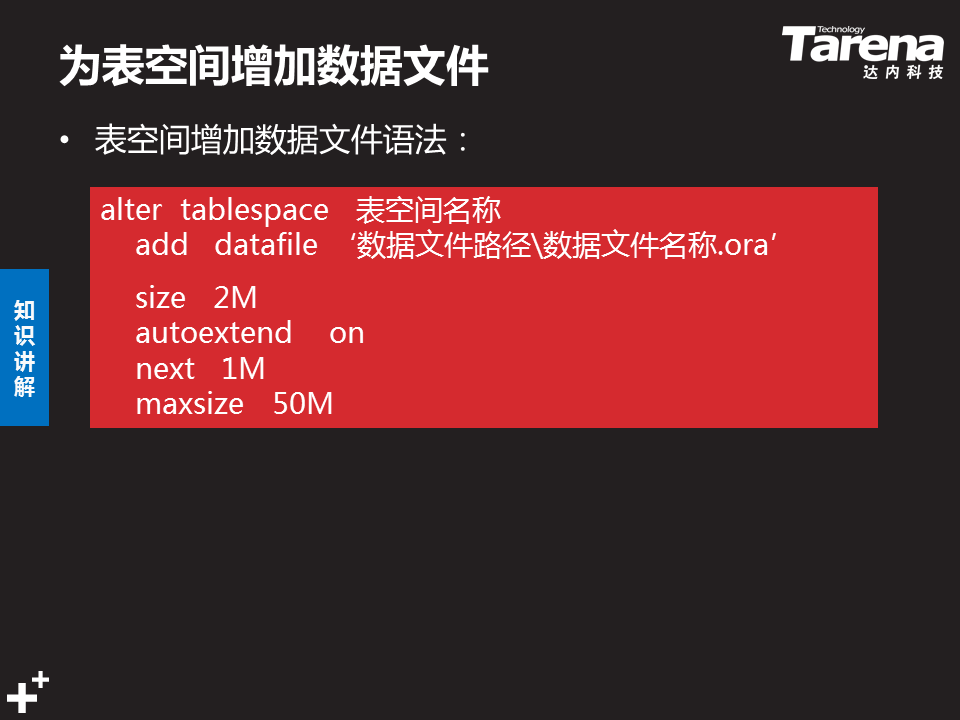 为表空间增加数据文件
Technology
Tarena
达内科技
• 表空间增加数据文件语法：
alter tablespace 表空间名称
add datafile ‘数据文件路径\数据文件名称.ora’
size 2M
autoextend on
next 1M
maxsize 50M
知
识
讲
解